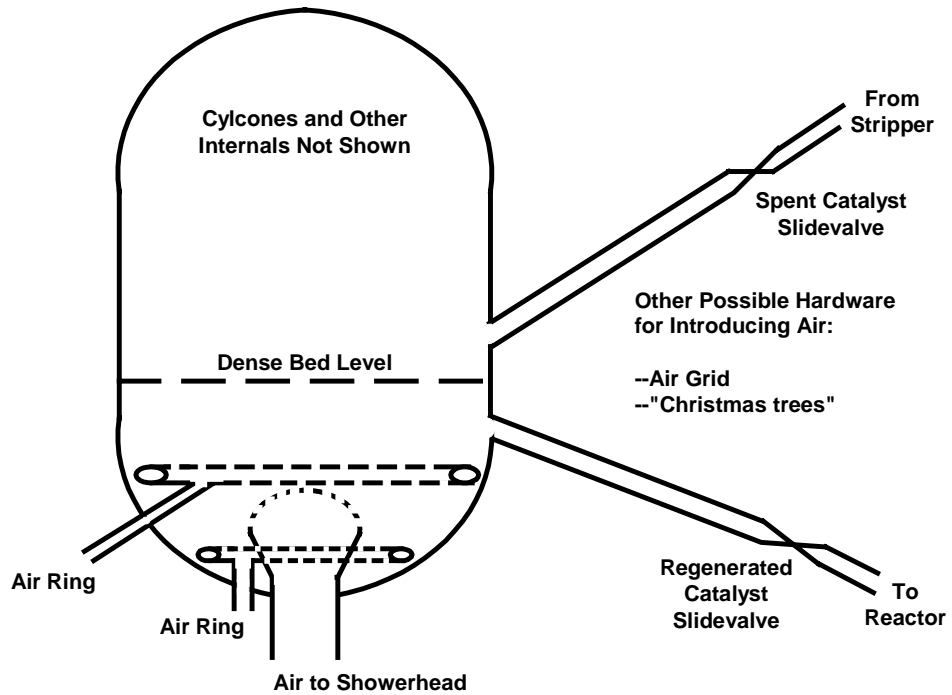 Cylcones and Other
Internals Not Shown
From
Stripper
Spent Catalyst
Slidevalve
Other Possible Hardware
for Introducing Air:
--Air Grid
--"Christmas trees"
Dense Bed Level
Air Ring
Air Ring
Air to Showerhead
Regenerated
Catalyst
Slidevalve
To
Reactor